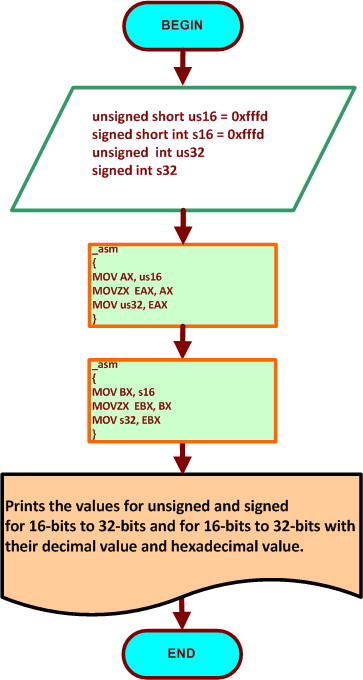 BEGIN
unsigned short us16 = 0xfffd
signed short int s16 = 0xfffd
unsigned  int us32
signed int s32
_asm
{
MOV AX, us16
MOVZX  EAX, AX
MOV us32, EAX
}
_asm
{
MOV BX, s16
MOVZX  EBX, BX
MOV s32, EBX
}
Prints the values for unsigned and signed
for 16-bits to 32-bits and for 16-bits to 32-bits with
their decimal value and hexadecimal value.
END